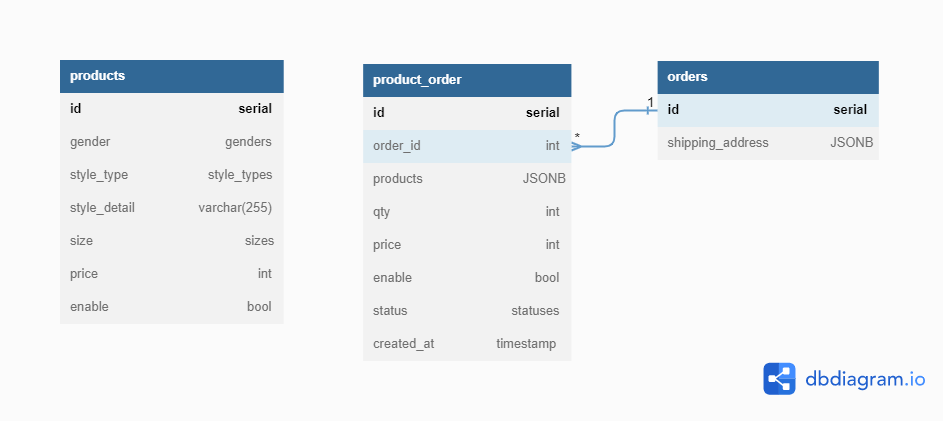 products
id serial
gender genders
style_type style_types
style_detail varchar(255)
size sizes
price int
enable bool
product_order
id serial
order_id int
products JSONB
qty int
price int
enable bool
status statuses
created_at timestamp
*
1
orders
id serial
shipping_address JSONB
dbdiagram.io